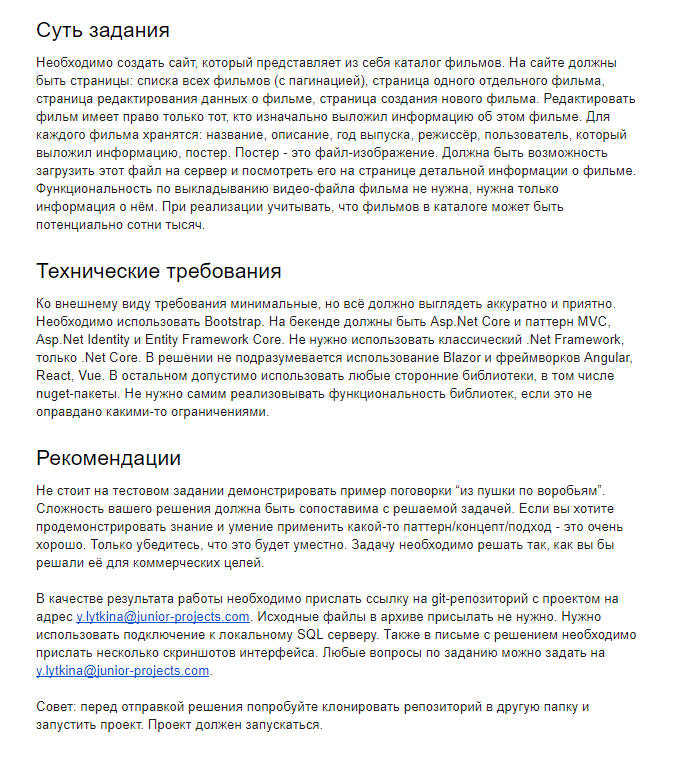 Суть задания
Необходимо создать сайт, который представляет из себя каталог фильмов. На сайте должны
быть страницы: списка всех фильмов (с пагинацией), страница одного отдельного фильма,
страница редактирования данных о фильме, страница создания нового фильма. Редактировать
фильм имеет право только тот, кто изначально выложил информацию об этом фильме. Для
каждого фильма хранятся: название, описание, год выпуска, режиссёр, пользователь, который
выложил информацию, постер. Постер - это файл-изображение. Должна быть возможность
загрузить этот файл на сервер и посмотреть его на странице детальной информации о фильме.
Функциональность по выкладыванию видео-файла фильма не нужна, нужна только
информация о нём. При реализации учитывать, что фильмов в каталоге может быть
потенциально сотни тысяч.
Технические требования
Ко внешнему виду требования минимальные, но всё должно выглядеть аккуратно и приятно.
Необходимо использовать Bootstrap. На бекенде должны быть Asp.Net Core и паттерн MVC,
Asp.Net Identity и Entity Framework Core. Не нужно использовать классический .Net Framework,
только .Net Core. В решении не подразумевается использование Blazor и фреймворков Angular,
React, Vue. В остальном допустимо использовать любые сторонние библиотеки, в том числе
nuget-пакеты. Не нужно самим реализовывать функциональность библиотек, если это не
оправдано какими-то ограничениями.
Рекомендации
Не стоит на тестовом задании демонстрировать пример поговорки “из пушки по воробьям”.
Сложность вашего решения должна быть сопоставима с решаемой задачей. Если вы хотите
продемонстрировать знание и умение применить какой-то паттерн/концепт/подход - это очень
хорошо. Только убедитесь, что это будет уместно. Задачу необходимо решать так, как вы бы
решали её для коммерческих целей.
В качестве результата работы необходимо прислать ссылку на git-репозиторий с проектом на
адрес y.lytkina@junior-projects.com. Исходные файлы в архиве присылать не нужно. Нужно
использовать подключение к локальному SQL серверу. Также в письме с решением необходимо
прислать несколько скриншотов интерфейса. Любые вопросы по заданию можно задать на
y.lytkina@junior-projects.com.
Совет: перед отправкой решения попробуйте клонировать репозиторий в другую папку и
запустить проект. Проект должен запускаться.